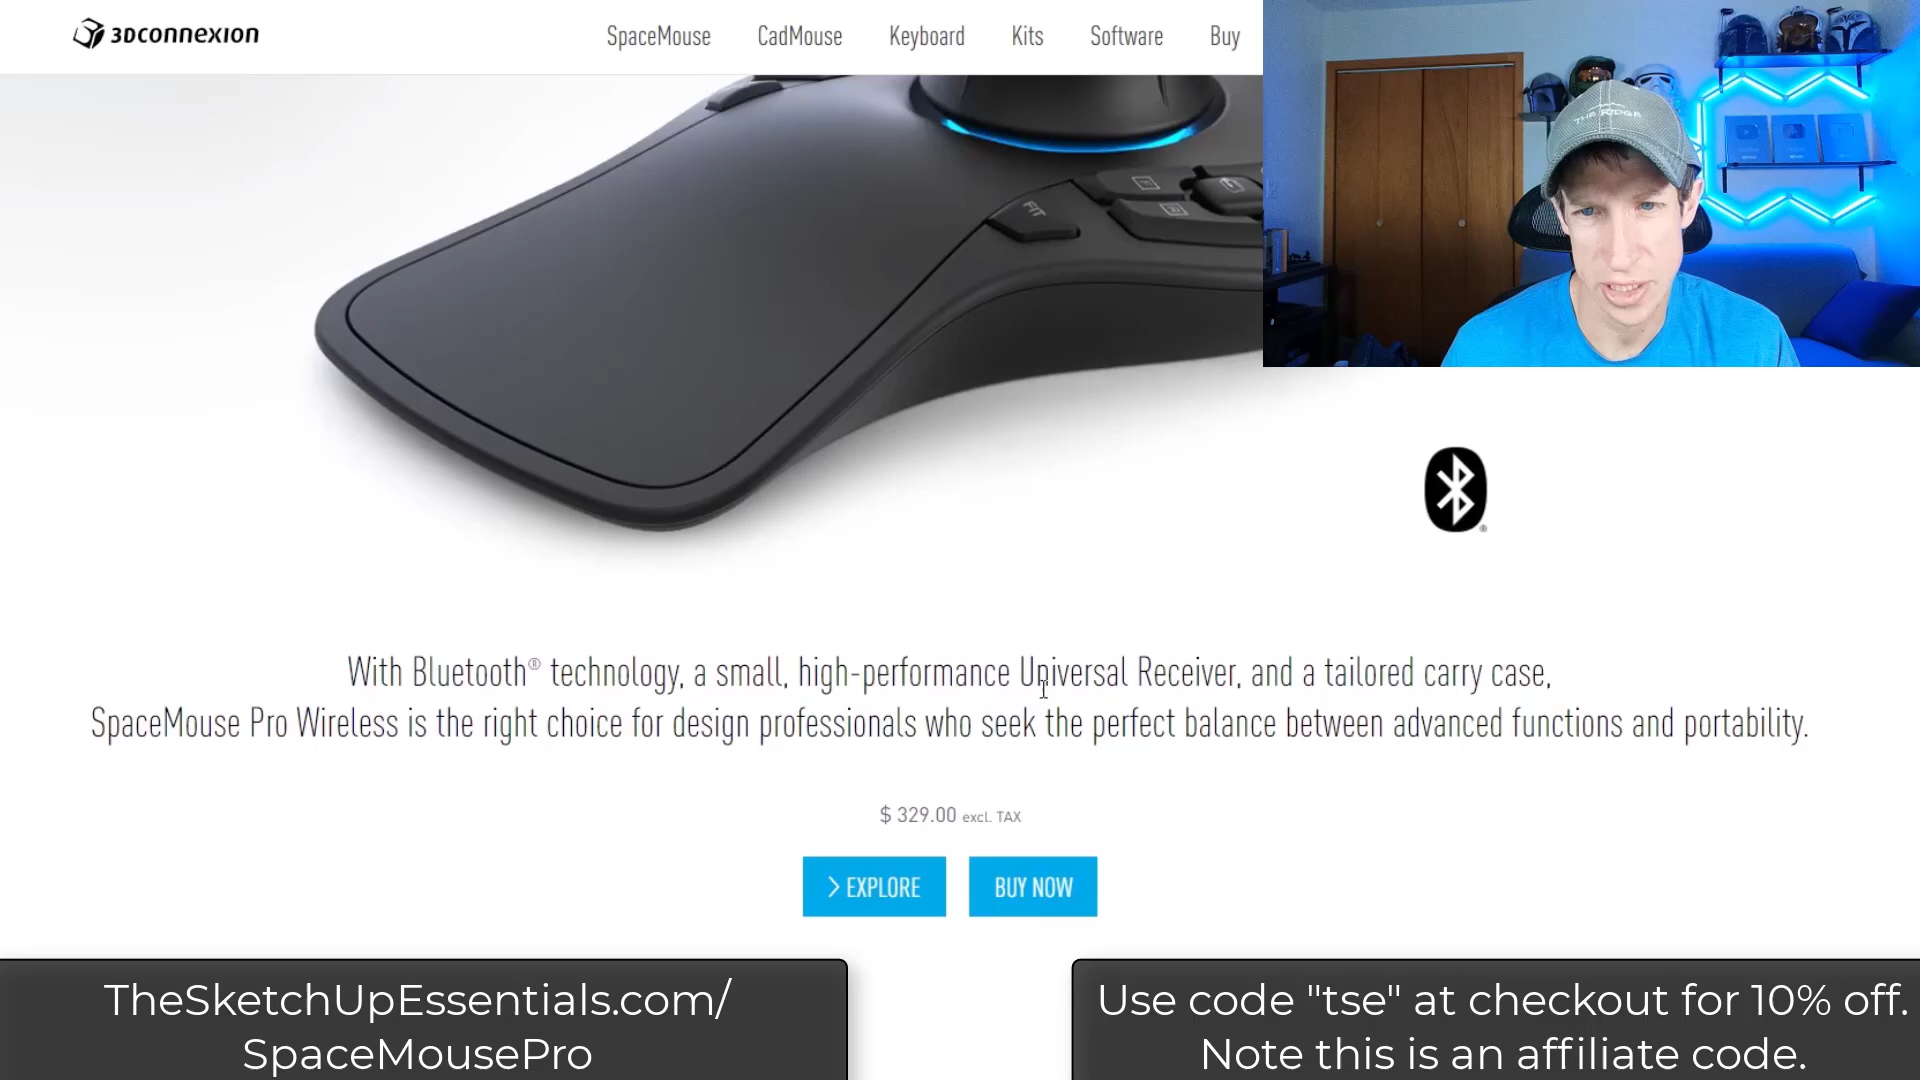 3Dconnexion
SpaceMouse CadMouse Keyboard Kits Software Buy
THE RIDGE
FIT
With Bluetooth® technology, a small, high-performance Universal Receiver, and a tailored carry case,
SpaceMouse Pro Wireless is the right choice for design professionals who seek the perfect balance between advanced functions and portability.
$ 329.00 excl. TAX
> EXPLORE
BUY NOW
TheSketchUpEssentials.com/
SpaceMousePro
Use code "tse" at checkout for 10% off.
Note this is an affiliate code.